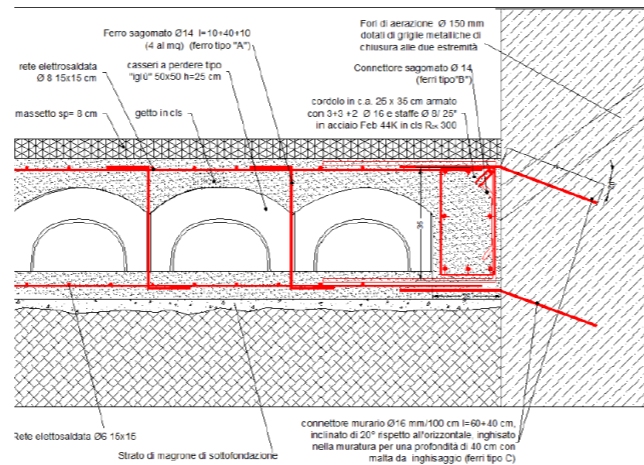 Ferro sagomato Ø14 l=10+40+10
(4 al mq) (ferro tipo "A")
Fori di aerazione Ø 150 mm
dotali di griglie metalliche di
chiusura alle due estremità
rete elettrosaldata
Ø 8 15x15 cm
casseri a perdere tipo
"iglù" 50x50 h=25 cm
Connettore sagomato Ø 14
(ferri tipo"B")
massetto sp= 8 cm
getto in cls
cordolo in c.a. 25 x 35 cm armato
con 3+3 +2 Ø 16 e staffe Ø 8/ 25"
in acciaio Feb 44K in cls Rck 300
35
25
connettore murario Ø16 mm/100 cm l=60+40 cm,
inclinato di 20° rispetto all'orizzontale, inghisato
nella muratura per una profondità di 40 cm con
malta da inghisaggio (ferri tipo C)
Rete elettosaldata Ø6 15x15
Strato di magrone di sottofondazione